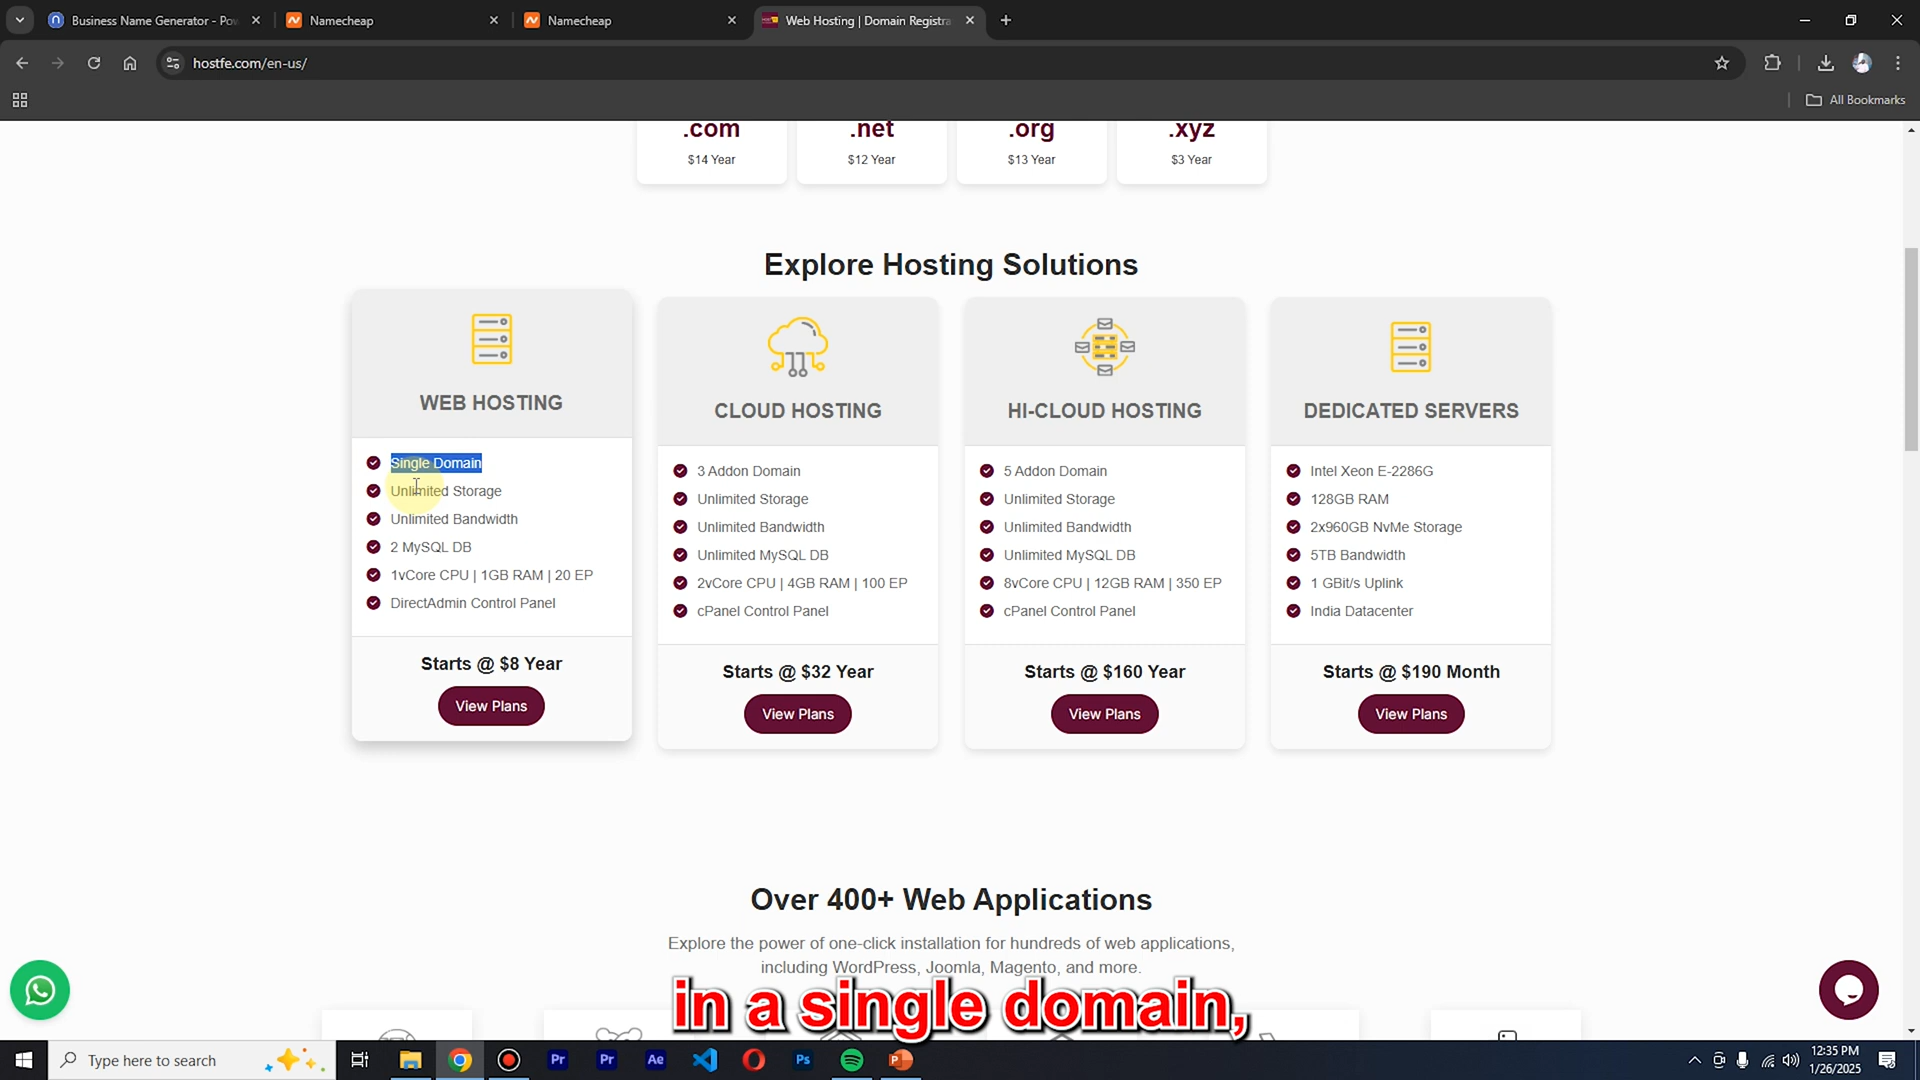 Business Name Generator - Pow
Namecheap
Namecheap
Web Hosting | Domain Registra
hostfe.com/en-us/
All Bookmarks
.com
.net
.org
.xyz
$14 Year
$12 Year
$13 Year
$3 Year
Explore Hosting Solutions
WEB HOSTING
Single Domain
Unlimited Storage
Unlimited Bandwidth
2 MySQL DB
1vCore CPU | 1GB RAM | 20 EP
DirectAdmin Control Panel
Starts @ $8 Year
View Plans
CLOUD HOSTING
3 Addon Domain
Unlimited Storage
Unlimited Bandwidth
Unlimited MySQL DB
2vCore CPU | 4GB RAM | 100 EP
cPanel Control Panel
Starts @ $32 Year
View Plans
HI-CLOUD HOSTING
5 Addon Domain
Unlimited Storage
Unlimited Bandwidth
Unlimited MySQL DB
8vCore CPU | 12GB RAM | 350 EP
cPanel Control Panel
Starts @ $160 Year
View Plans
DEDICATED SERVERS
Intel Xeon E-2286G
128GB RAM
2x960GB NvMe Storage
5TB Bandwidth
1 GBit/s Uplink
India Datacenter
Starts @ $190 Month
View Plans
Over 400+ Web Applications
Explore the power of one-click installation for hundreds of web applications,
including WordPress, Joomla, Magento, and more.
in a single domain,
Type here to search
Pr
Pr
Ae
Ps
P
12:35 PM
1/26/2025